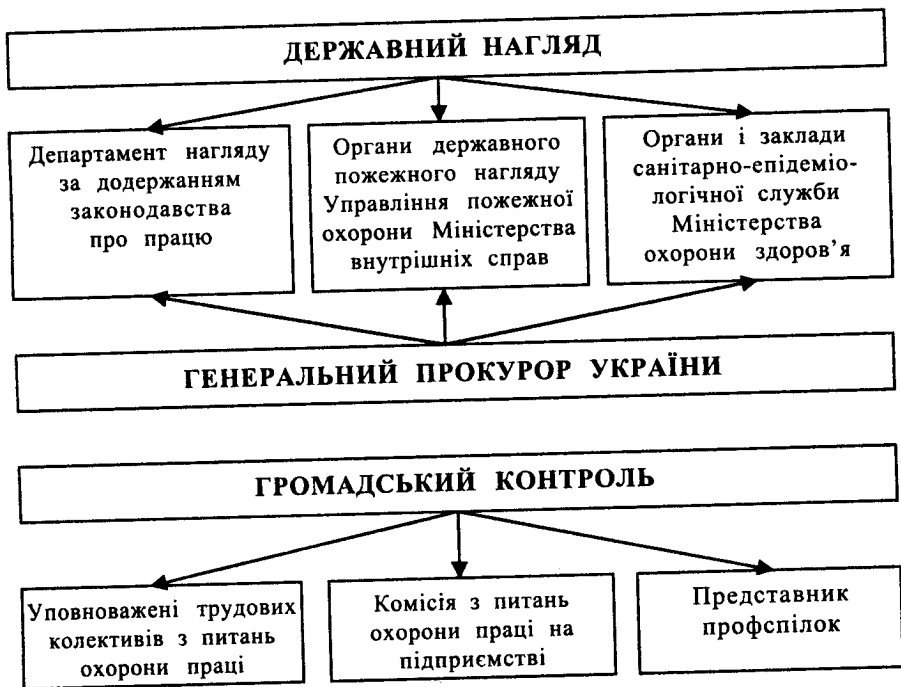 ДЕРЖАВНИЙ НАГЛЯД
Департамент нагляду
за додержанням
законодавства
про працю
Органи державного
пожежного нагляду
Управління пожежної
охорони Міністерства
внутрішніх справ
Органи і заклади
санітарно-епідеміо-
логічної служби
Міністерства
охорони здоров’я
ГЕНЕРАЛЬНИЙ ПРОКУРОР УКРАЇНИ
ГРОМАДСЬКИЙ КОНТРОЛЬ
Уповноважені трудових
колективів з питань
охорони праці
Комісія з питань
охорони праці на
підприємстві
Представник
профспілок